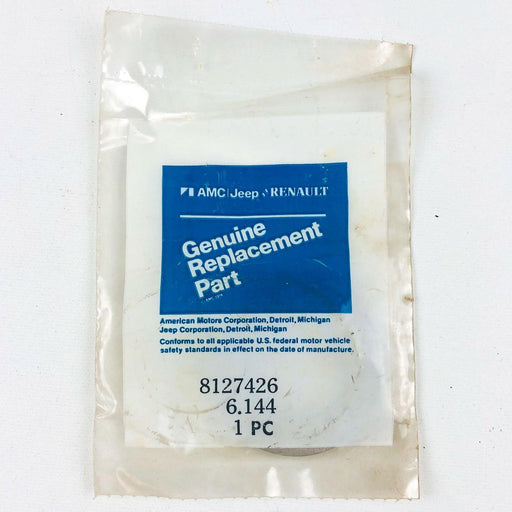 AMC Jeep RENAULT
Genuine
Replacement
Part
American Motors Corporation, Detroit, Michigan
Jeep Corporation, Detroit, Michigan
Conforms to all applicable U.S. federal motor vehicle
safety standards in effect on the date of manufacture.
8127426
6.144
1 PC